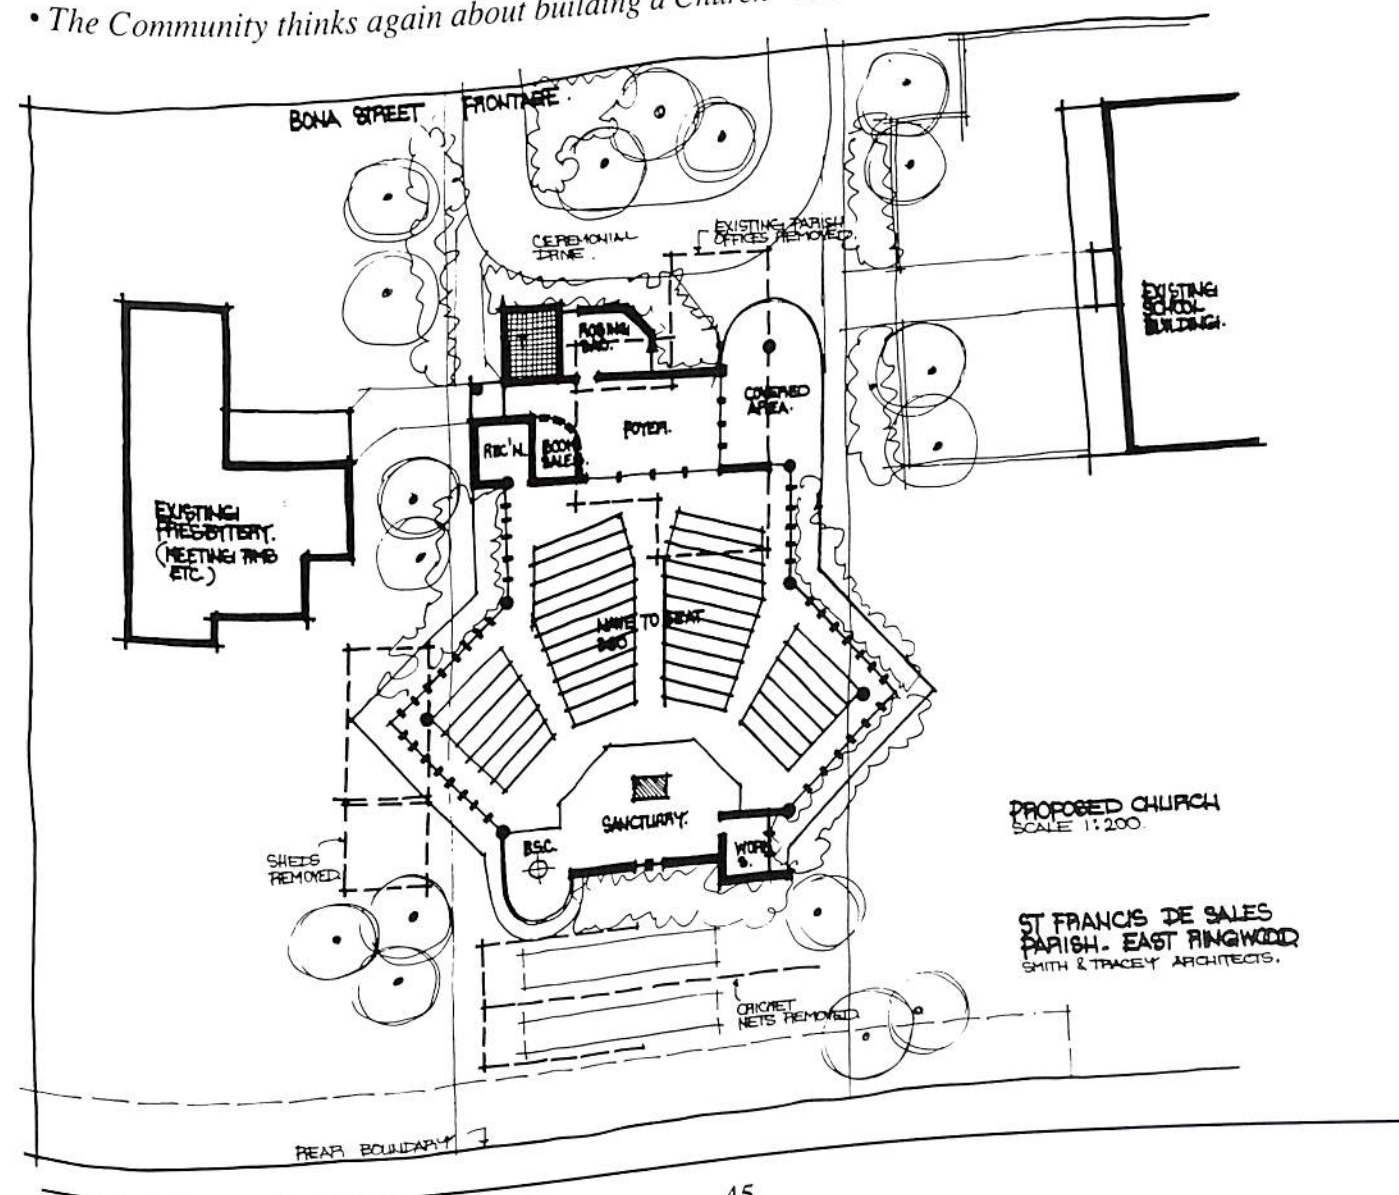 • The Community thinks again about building a Church
BONA STREET FRONTAGE.
CEREMONIAL
DRIVE.
EXISTING PARISH
OFFICES REMOVED.
EXISTING
SCHOOL
BUILDING.
ROBING
COVERED
AREA.
FOYER.
REC'N.
BOOK
SALES.
EXISTING
PRESBYTERY.
(MEETING RMS
ETC.)
NAVE TO SEAT
SANCTUARY.
B.S.C.
WORK
S.
SHEDS
REMOVED.
PROPOSED CHURCH
SCALE 1:200.
ST FRANCIS DE SALES
PARISH. EAST RINGWOOD
SMITH & TRACEY ARCHITECTS.
CRICKET
NETS REMOVED.
REAR BOUNDARY
45